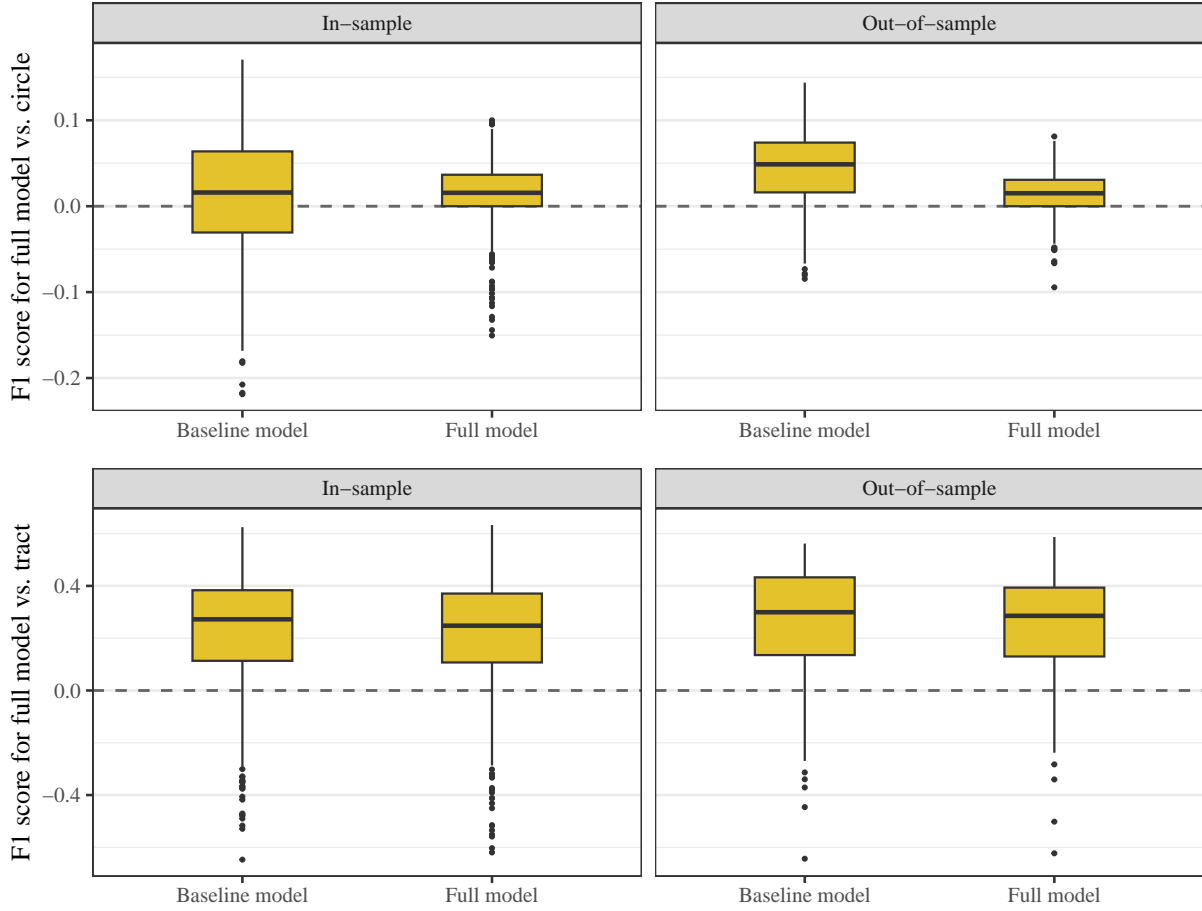 In−sample
Out−of−sample
F1 score for full model vs. circle
0.1
0.0
−0.1
−0.2
Baseline model
Full model
Baseline model
Full model
In−sample
Out−of−sample
F1 score for full model vs. tract
0.4
0.0
−0.4
Baseline model
Full model
Baseline model
Full model